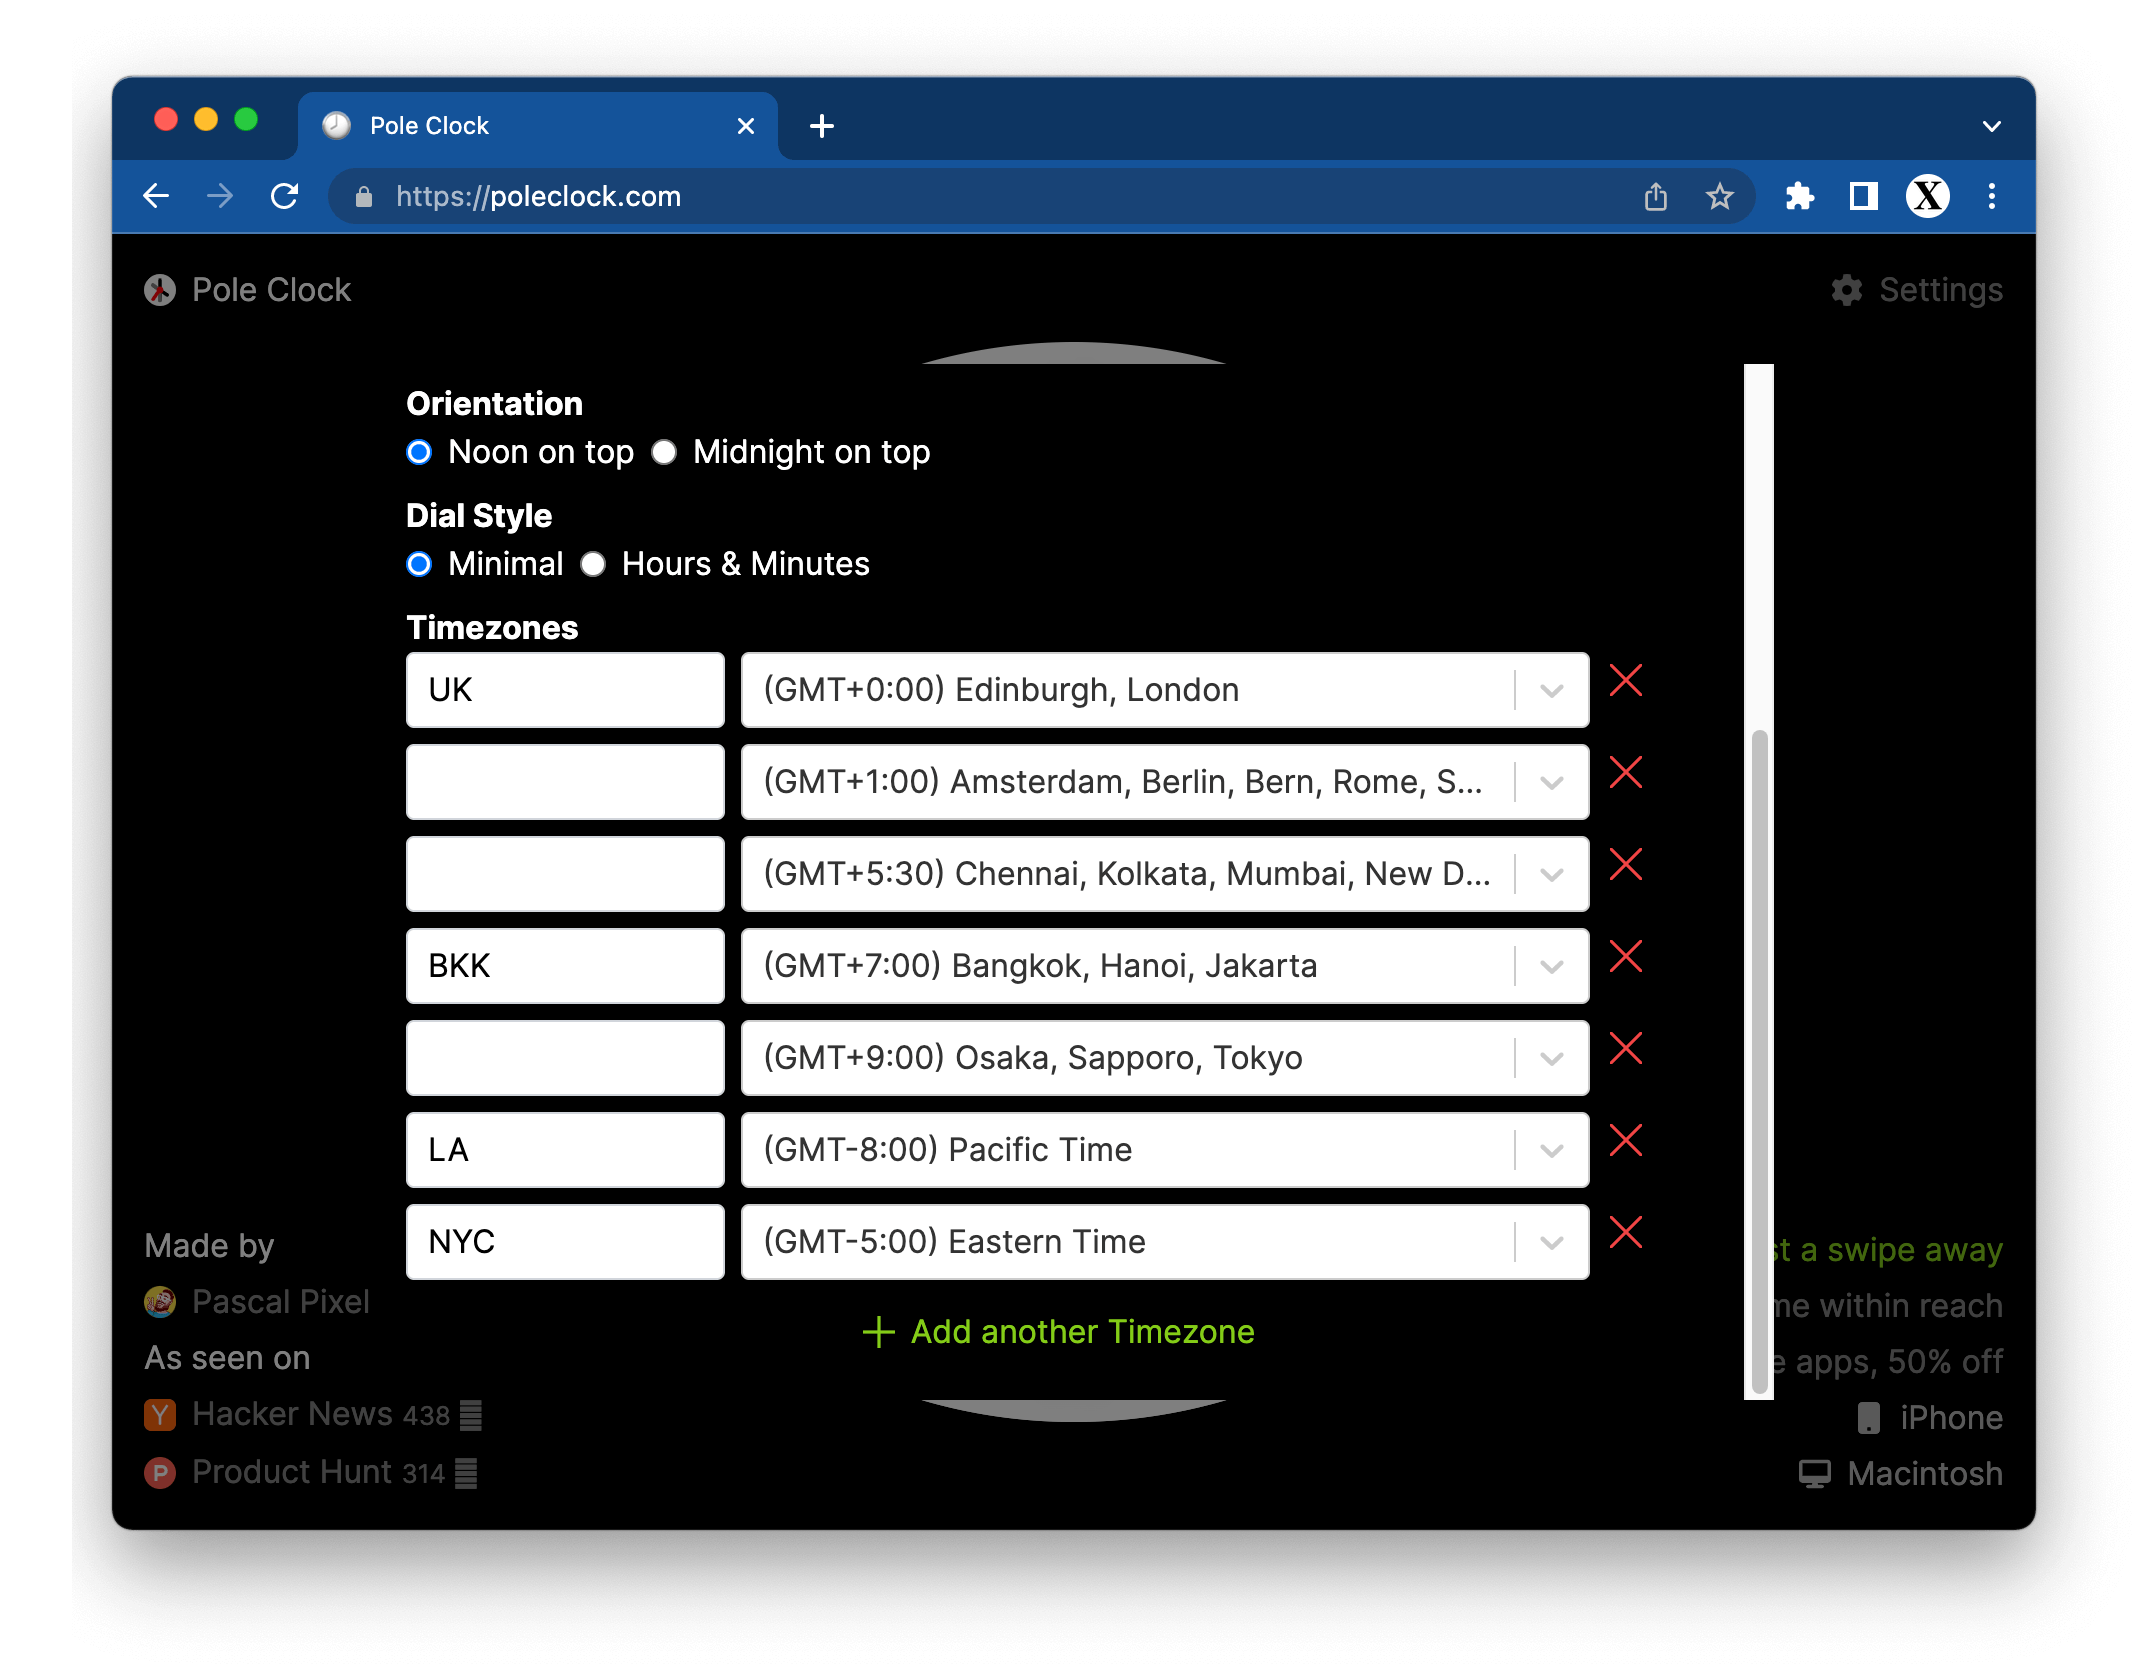 Pole Clock
https://poleclock.com
X
Pole Clock
Settings
Orientation
Noon on top Midnight on top
Dial Style
Minimal Hours & Minutes
Timezones
UK (GMT+0:00) Edinburgh, London
(GMT+1:00) Amsterdam, Berlin, Bern, Rome, S...
(GMT+5:30) Chennai, Kolkata, Mumbai, New D...
BKK (GMT+7:00) Bangkok, Hanoi, Jakarta
(GMT+9:00) Osaka, Sapporo, Tokyo
LA (GMT-8:00) Pacific Time
NYC (GMT-5:00) Eastern Time
Add another Timezone
Made by
Pascal Pixel
As seen on
Y Hacker News 438
P Product Hunt 314
st a swipe away
me within reach
e apps, 50% off
iPhone
Macintosh